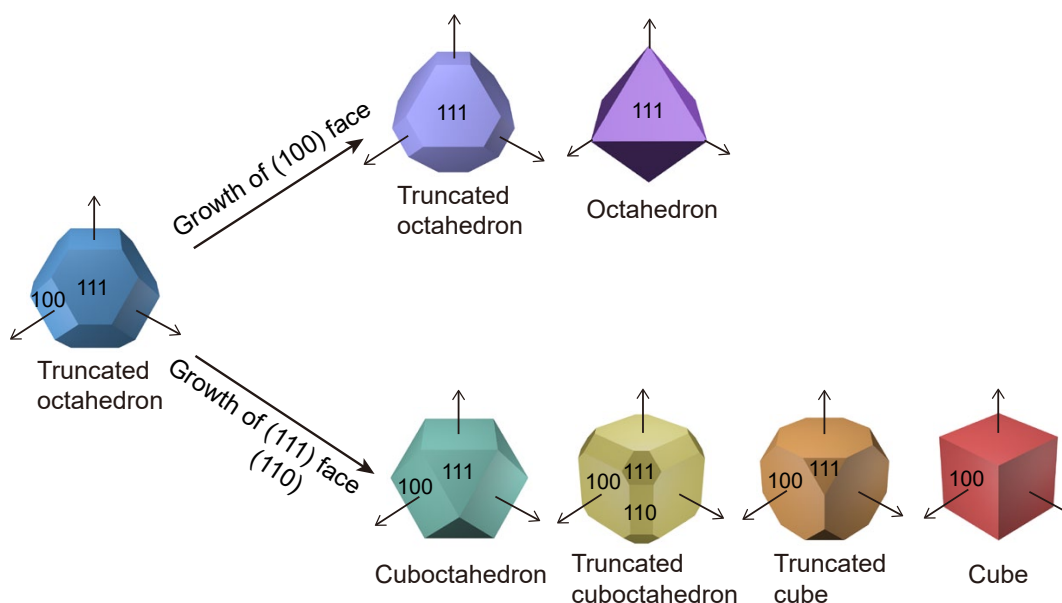 Growth of (100) face
111
Truncated
octahedron
111
Octahedron
100
111
Truncated
octahedron
Growth of (111) face
(110)
100
111
Cuboctahedron
100
111
110
Truncated
cuboctahedron
100
111
Truncated
cube
100
Cube